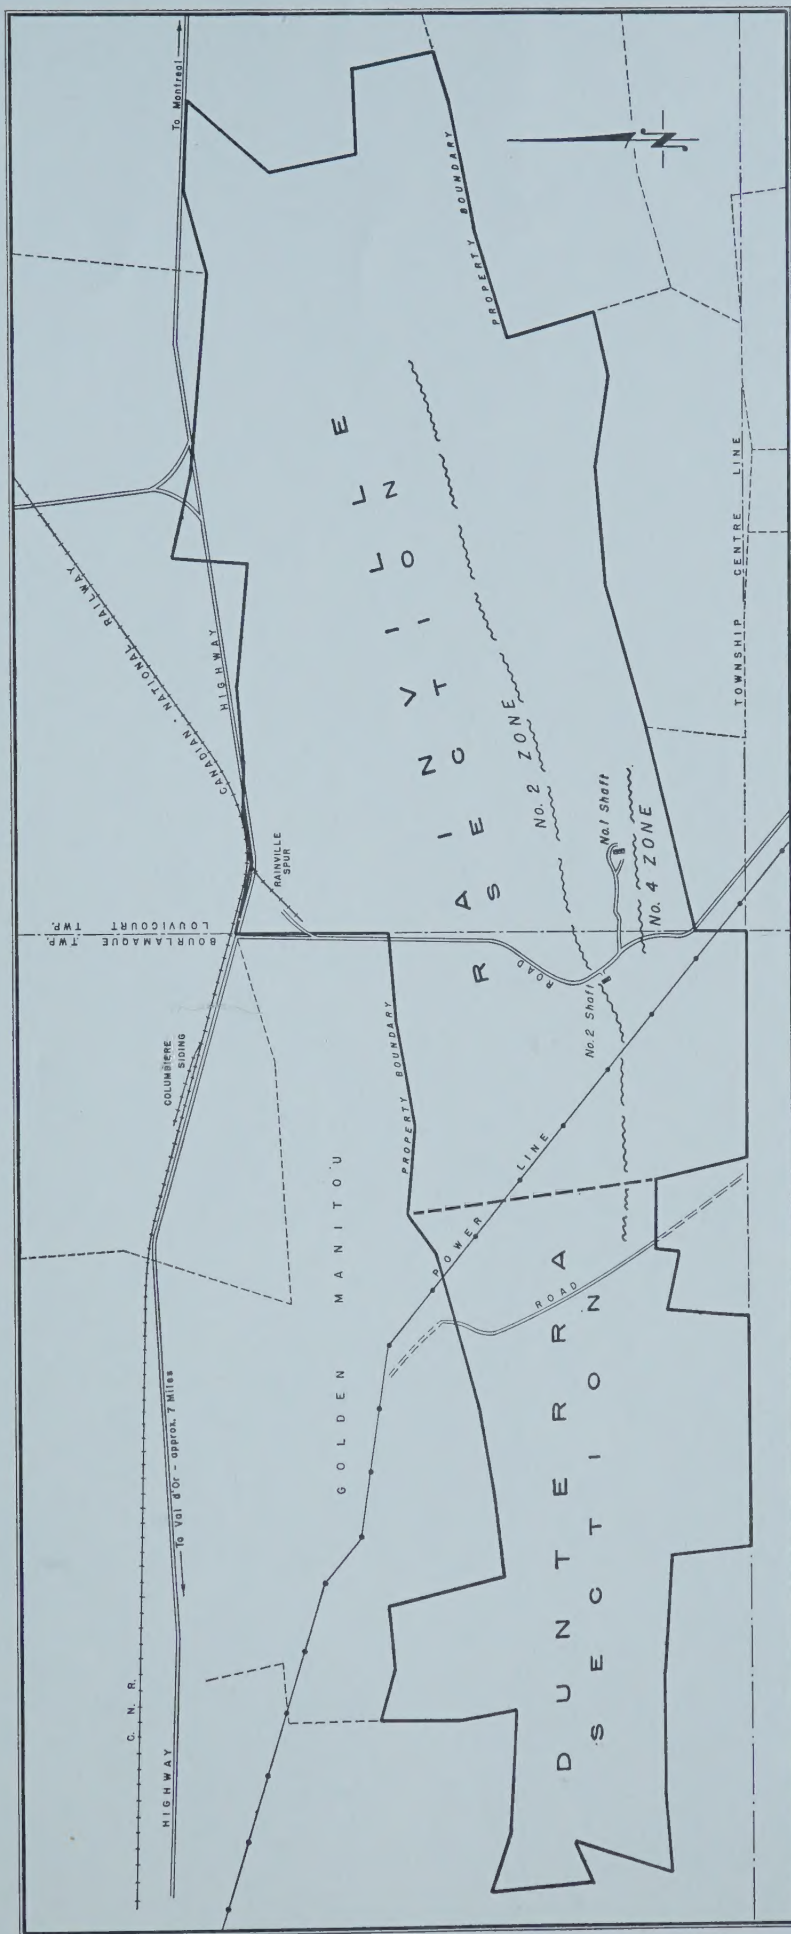 To Montreal
CANADIAN - NATIONAL RAILWAY
HIGHWAY
RAINVILLE
SPUR
BOURLAMAQUE TWP.
LOUVICOURT TWP.
COLUMBIERE
SIDING
To Val d'Or - approx. 7 Miles
C. N. R.
HIGHWAY
PROPERTY BOUNDARY
RAINVILLE
SECTION
No. 2 ZONE
No. 1 Shaft
No. 4 ZONE
ROAD
No. 2 Shaft
TOWNSHIP CENTRE LINE
N
GOLDEN MANITOU
PROPERTY BOUNDARY
POWER LINE
ROAD
DUNTERRA
SECTION